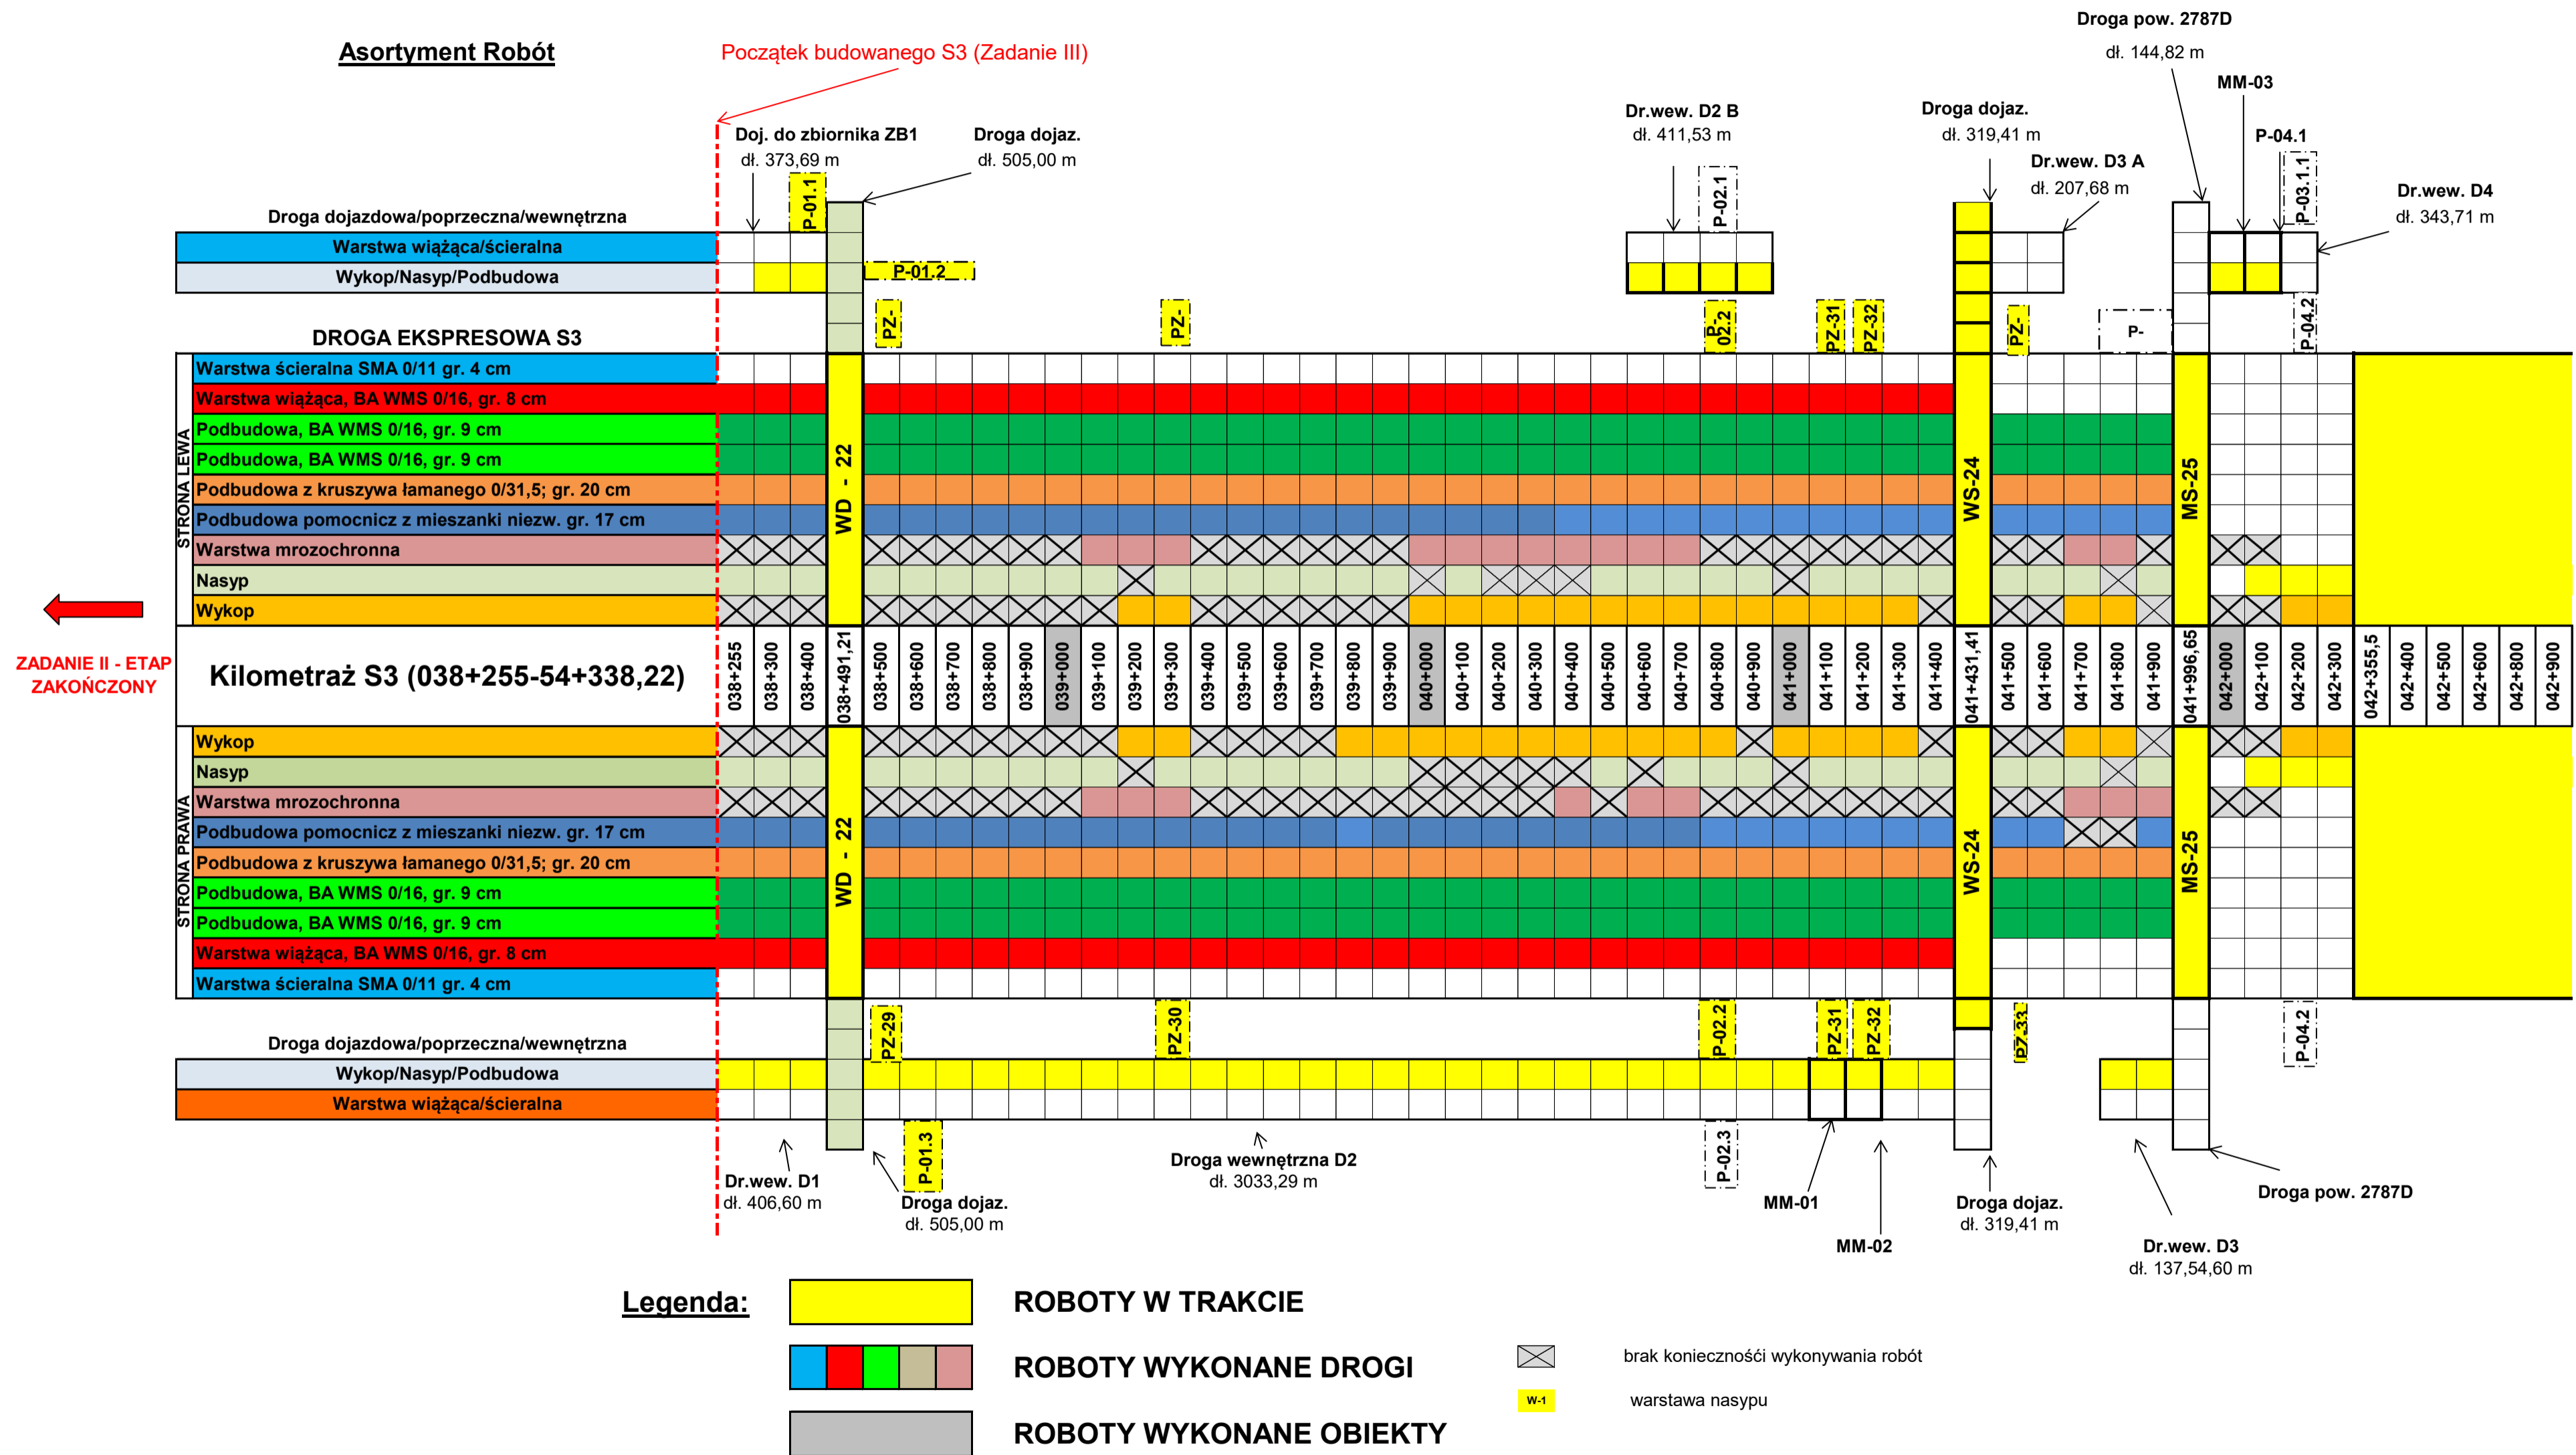 Asortyment Robót
Początek budowanego S3 (Zadanie III)
Droga pow. 2787D
dł. 144,82 m
MM-03
Doj. do zbiornika ZB1
dł. 373,69 m
Droga dojaz.
dł. 505,00 m
Dr.wew. D2 B
dł. 411,53 m
Droga dojaz.
dł. 319,41 m
P-04.1
Dr.wew. D3 A
dł. 207,68 m
Dr.wew. D4
dł. 343,71 m
P-01.1
P-02.1
P-03.1.1
Droga dojazdowa/poprzeczna/wewnętrzna
Warstwa wiążąca/ścieralna
Wykop/Nasyp/Podbudowa
P-01.2
PZ-
PZ-
P-
02.2
PZ-31
PZ-32
PZ-
P-
P-04.2
DROGA EKSPRESOWA S3
STRONA LEWA
Warstwa ścieralna SMA 0/11 gr. 4 cm
Warstwa wiążąca, BA WMS 0/16, gr. 8 cm
Podbudowa, BA WMS 0/16, gr. 9 cm
Podbudowa, BA WMS 0/16, gr. 9 cm
Podbudowa z kruszywa łamanego 0/31,5; gr. 20 cm
Podbudowa pomocnicz z mieszanki niezw. gr. 17 cm
Warstwa mrozochronna
Nasyp
Wykop
WD - 22
WS-24
MS-25
ZADANIE II - ETAP
ZAKOŃCZONY
Kilometraż S3 (038+255-54+338,22)
038+255
038+300
038+400
038+491,21
038+500
038+600
038+700
038+800
038+900
039+000
039+100
039+200
039+300
039+400
039+500
039+700
039+800
039+900
040+000
040+100
040+200
040+300
040+400
040+500
040+600
040+700
040+800
040+900
041+000
041+100
041+200
041+300
041+400
041+431,41
041+500
041+600
041+700
041+800
041+900
041+996,65
042+000
042+100
042+200
042+300
042+355,5
042+400
042+500
042+600
042+800
042+900
STRONA PRAWA
Wykop
Nasyp
Warstwa mrozochronna
Podbudowa pomocnicz z mieszanki niezw. gr. 17 cm
Podbudowa z kruszywa łamanego 0/31,5; gr. 20 cm
Podbudowa, BA WMS 0/16, gr. 9 cm
Podbudowa, BA WMS 0/16, gr. 9 cm
Warstwa wiążąca, BA WMS 0/16, gr. 8 cm
Warstwa ścieralna SMA 0/11 gr. 4 cm
WD - 22
WS-24
MS-25
PZ-29
PZ-30
P-02.2
PZ-31
PZ-32
PZ-33
P-04.2
Droga dojazdowa/poprzeczna/wewnętrzna
Wykop/Nasyp/Podbudowa
Warstwa wiążąca/ścieralna
P-01.3
P-02.3
Dr.wew. D1
dł. 406,60 m
Droga dojaz.
dł. 505,00 m
Droga wewnętrzna D2
dł. 3033,29 m
MM-01
MM-02
Droga dojaz.
dł. 319,41 m
Droga pow. 2787D
Dr.wew. D3
dł. 137,54,60 m
Legenda:
ROBOTY W TRAKCIE
ROBOTY WYKONANE DROGI
ROBOTY WYKONANE OBIEKTY
brak koniecznośći wykonywania robót
W-1
warstawa nasypu